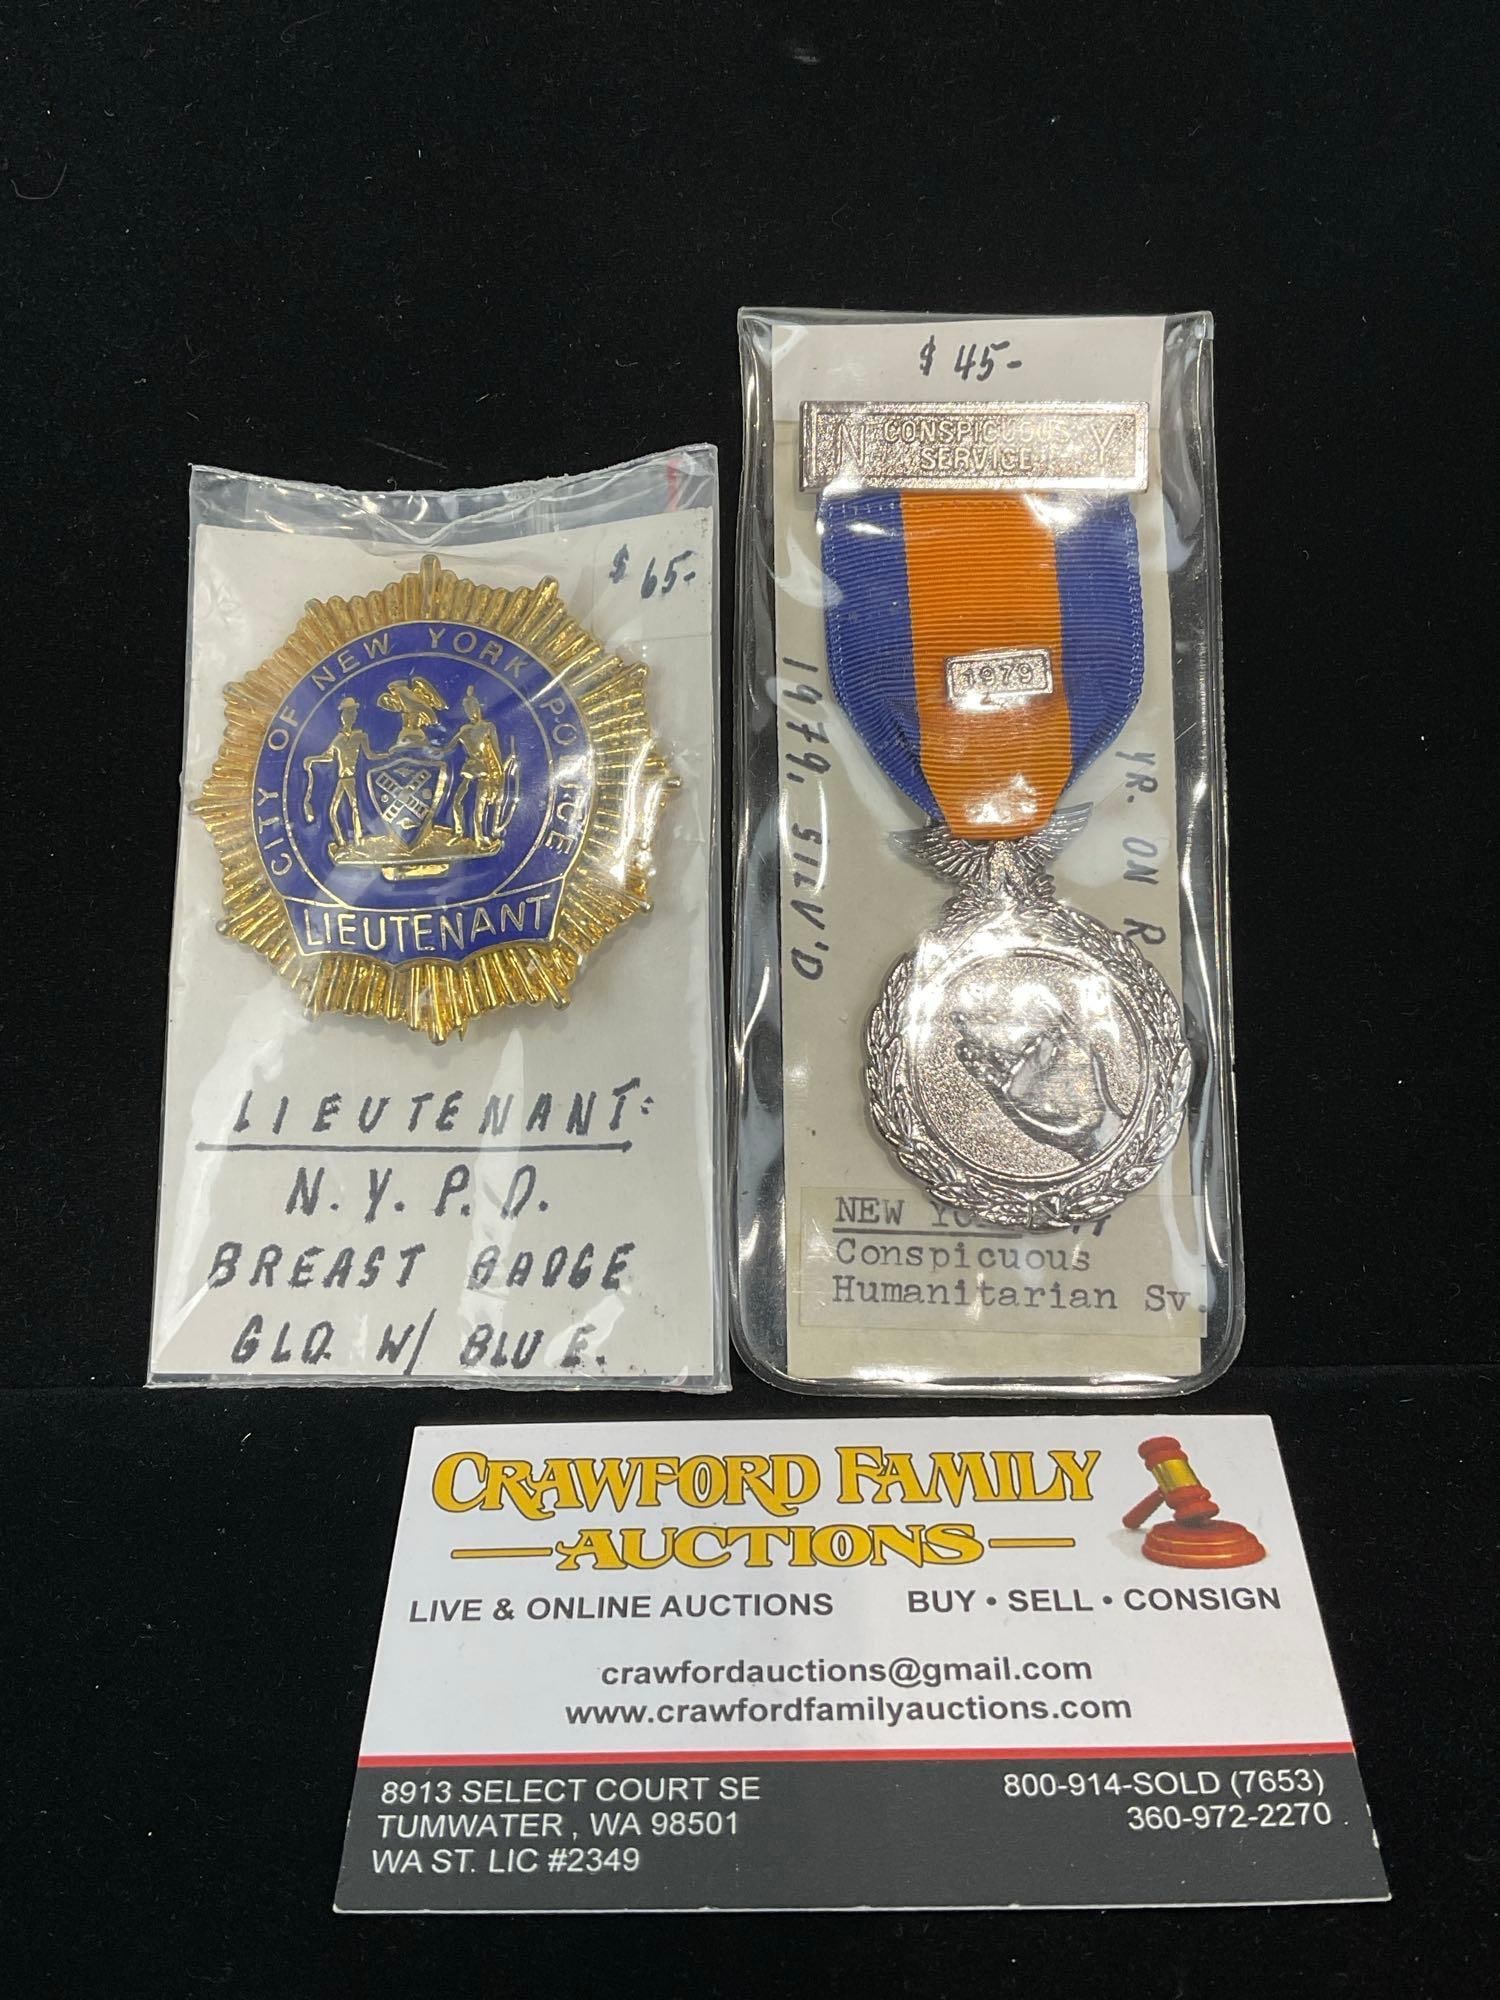 $ 65-
CITY OF NEW YORK POLICE
LIEUTENANT
LIEUTENANT:
N.Y.P.D.
BREAST BADGE
GLD. W/ BLUE.
$ 45-
N CONSPICUOUS Y
SERVICE
1979
1979, SILV'D
YR. ON R
NEW
Conspicuous
Humanitarian Sv.
CRAWFORD FAMILY
AUCTIONS
LIVE & ONLINE AUCTIONS BUY • SELL • CONSIGN
crawfordauctions@gmail.com
www.crawfordfamilyauctions.com
8913 SELECT COURT SE 800-914-SOLD (7653)
TUMWATER , WA 98501 360-972-2270
WA ST. LIC #2349